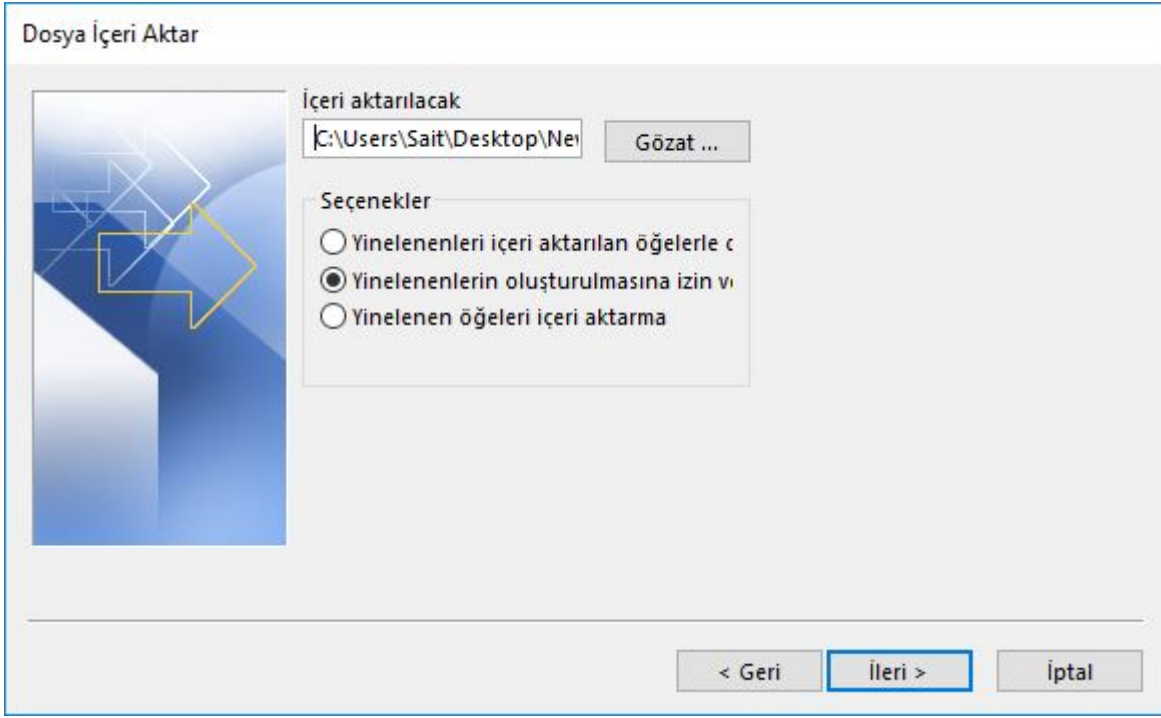 Dosya İçeri Aktar
İçeri aktarılacak
C:\Users\Sait\Desktop\Nev
Gözat ...
Seçenekler
Yinelenenleri içeri aktarılan öğelerle
Yinelenenlerin oluşturulmasına izin
Yinelenen öğeleri içeri aktarma
< Geri
İleri >
İptal